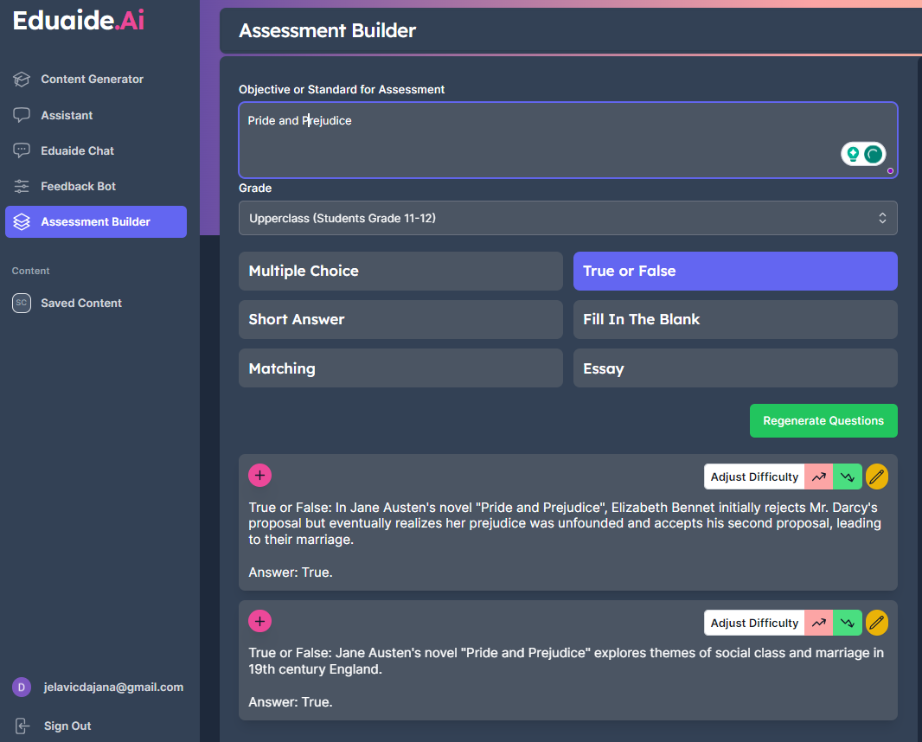 Eduaide.Ai
Content Generator
Assistant
Eduaide Chat
Feedback Bot
Assessment Builder
Content
SC Saved Content
D jelavicdajana@gmail.com
Sign Out
Assessment Builder
Objective or Standard for Assessment
Pride and Prejudice
Grade
Upperclass (Students Grade 11-12)
Multiple Choice
True or False
Short Answer
Fill In The Blank
Matching
Essay
Regenerate Questions
+ Adjust Difficulty
True or False: In Jane Austen's novel "Pride and Prejudice", Elizabeth Bennet initially rejects Mr. Darcy's
proposal but eventually realizes her prejudice was unfounded and accepts his second proposal, leading
to their marriage.
Answer: True.
+ Adjust Difficulty
True or False: Jane Austen's novel "Pride and Prejudice" explores themes of social class and marriage in
19th century England.
Answer: True.